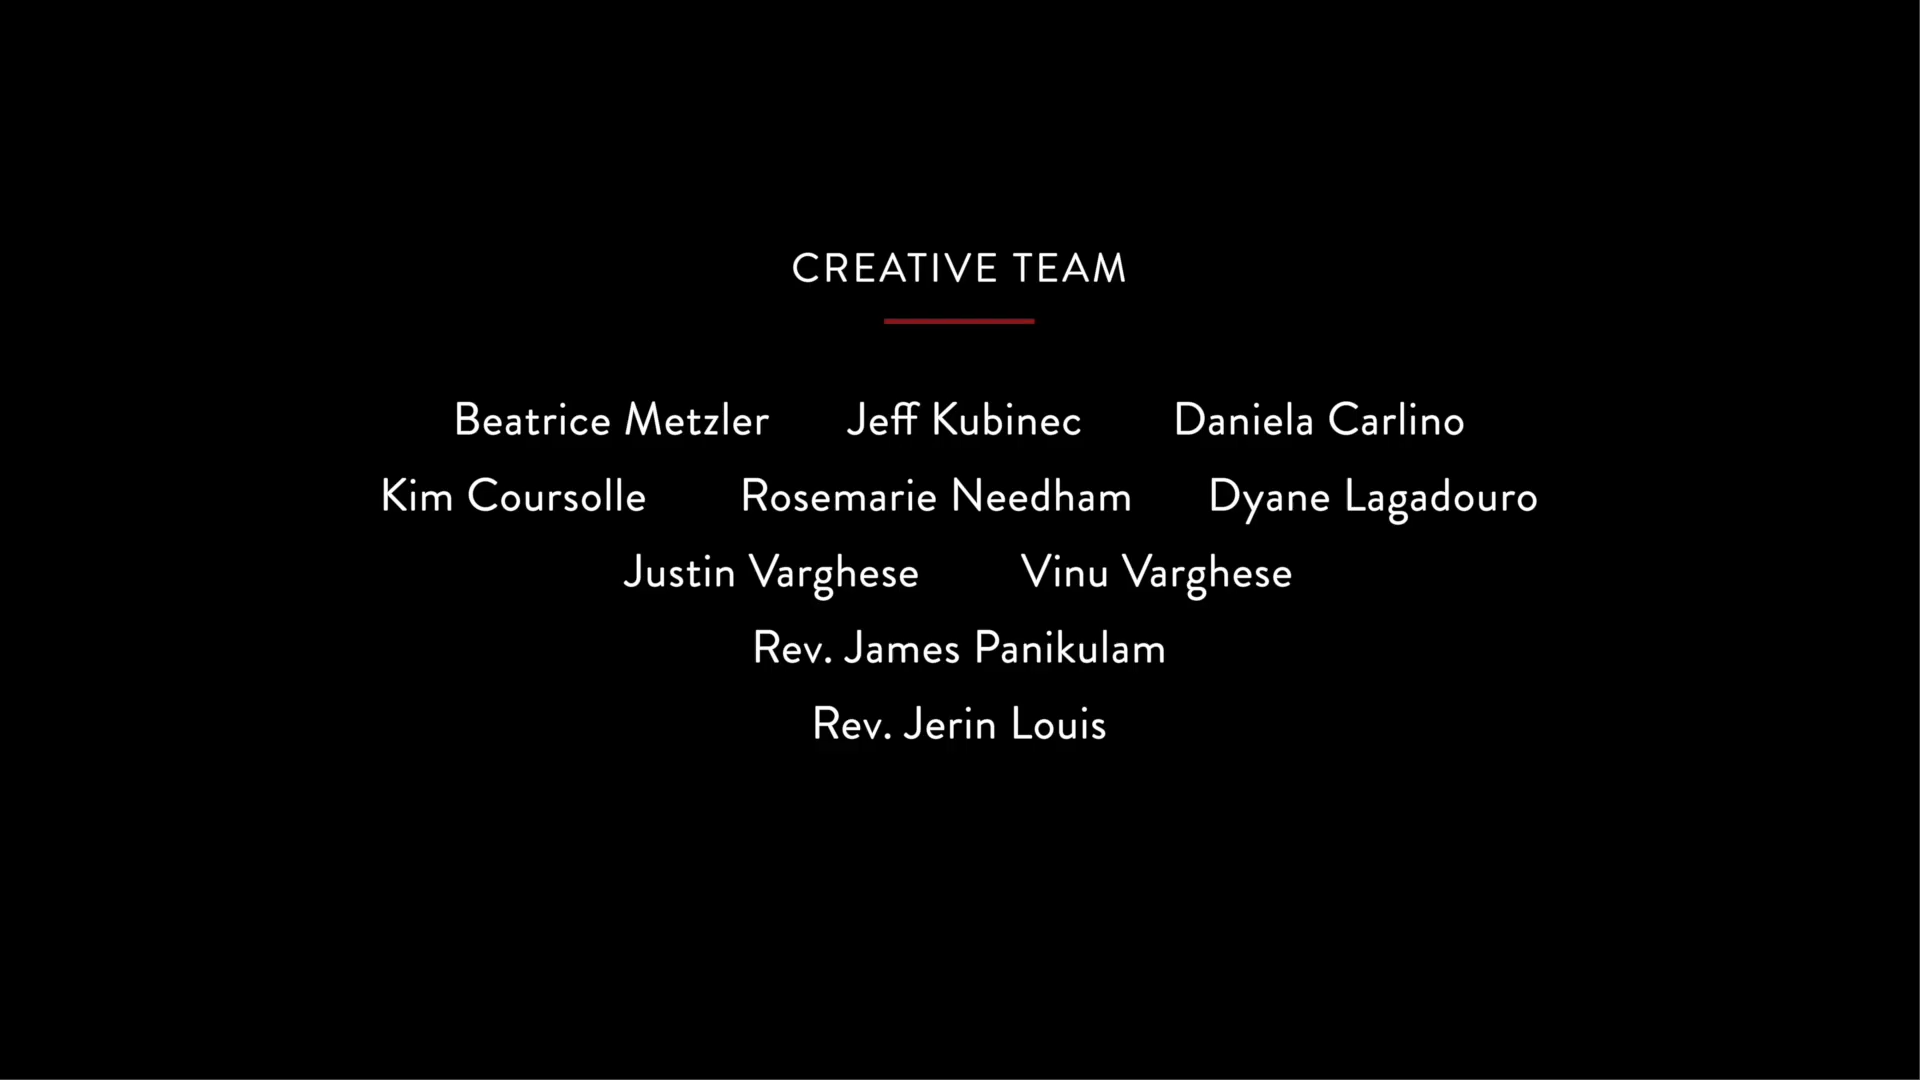 CREATIVE TEAM
Beatrice Metzler Jeff Kubinec Daniela Carlino
Kim Coursolle Rosemarie Needham Dyane Lagadouro
Justin Varghese Vinu Varghese
Rev. James Panikulam
Rev. Jerin Louis